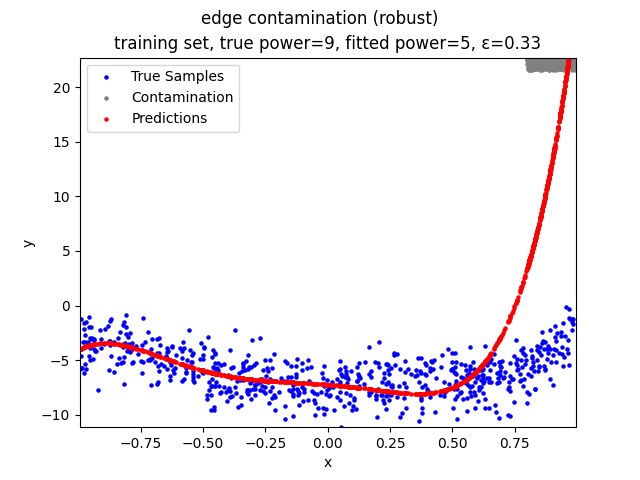 edge contamination (robust)
training set, true power=9, fitted power=5, ε=0.33
True Samples
Contamination
Predictions
20
15
10
5
0
−5
−10
y
−0.75
−0.50
−0.25
0.00
0.25
0.50
0.75
x